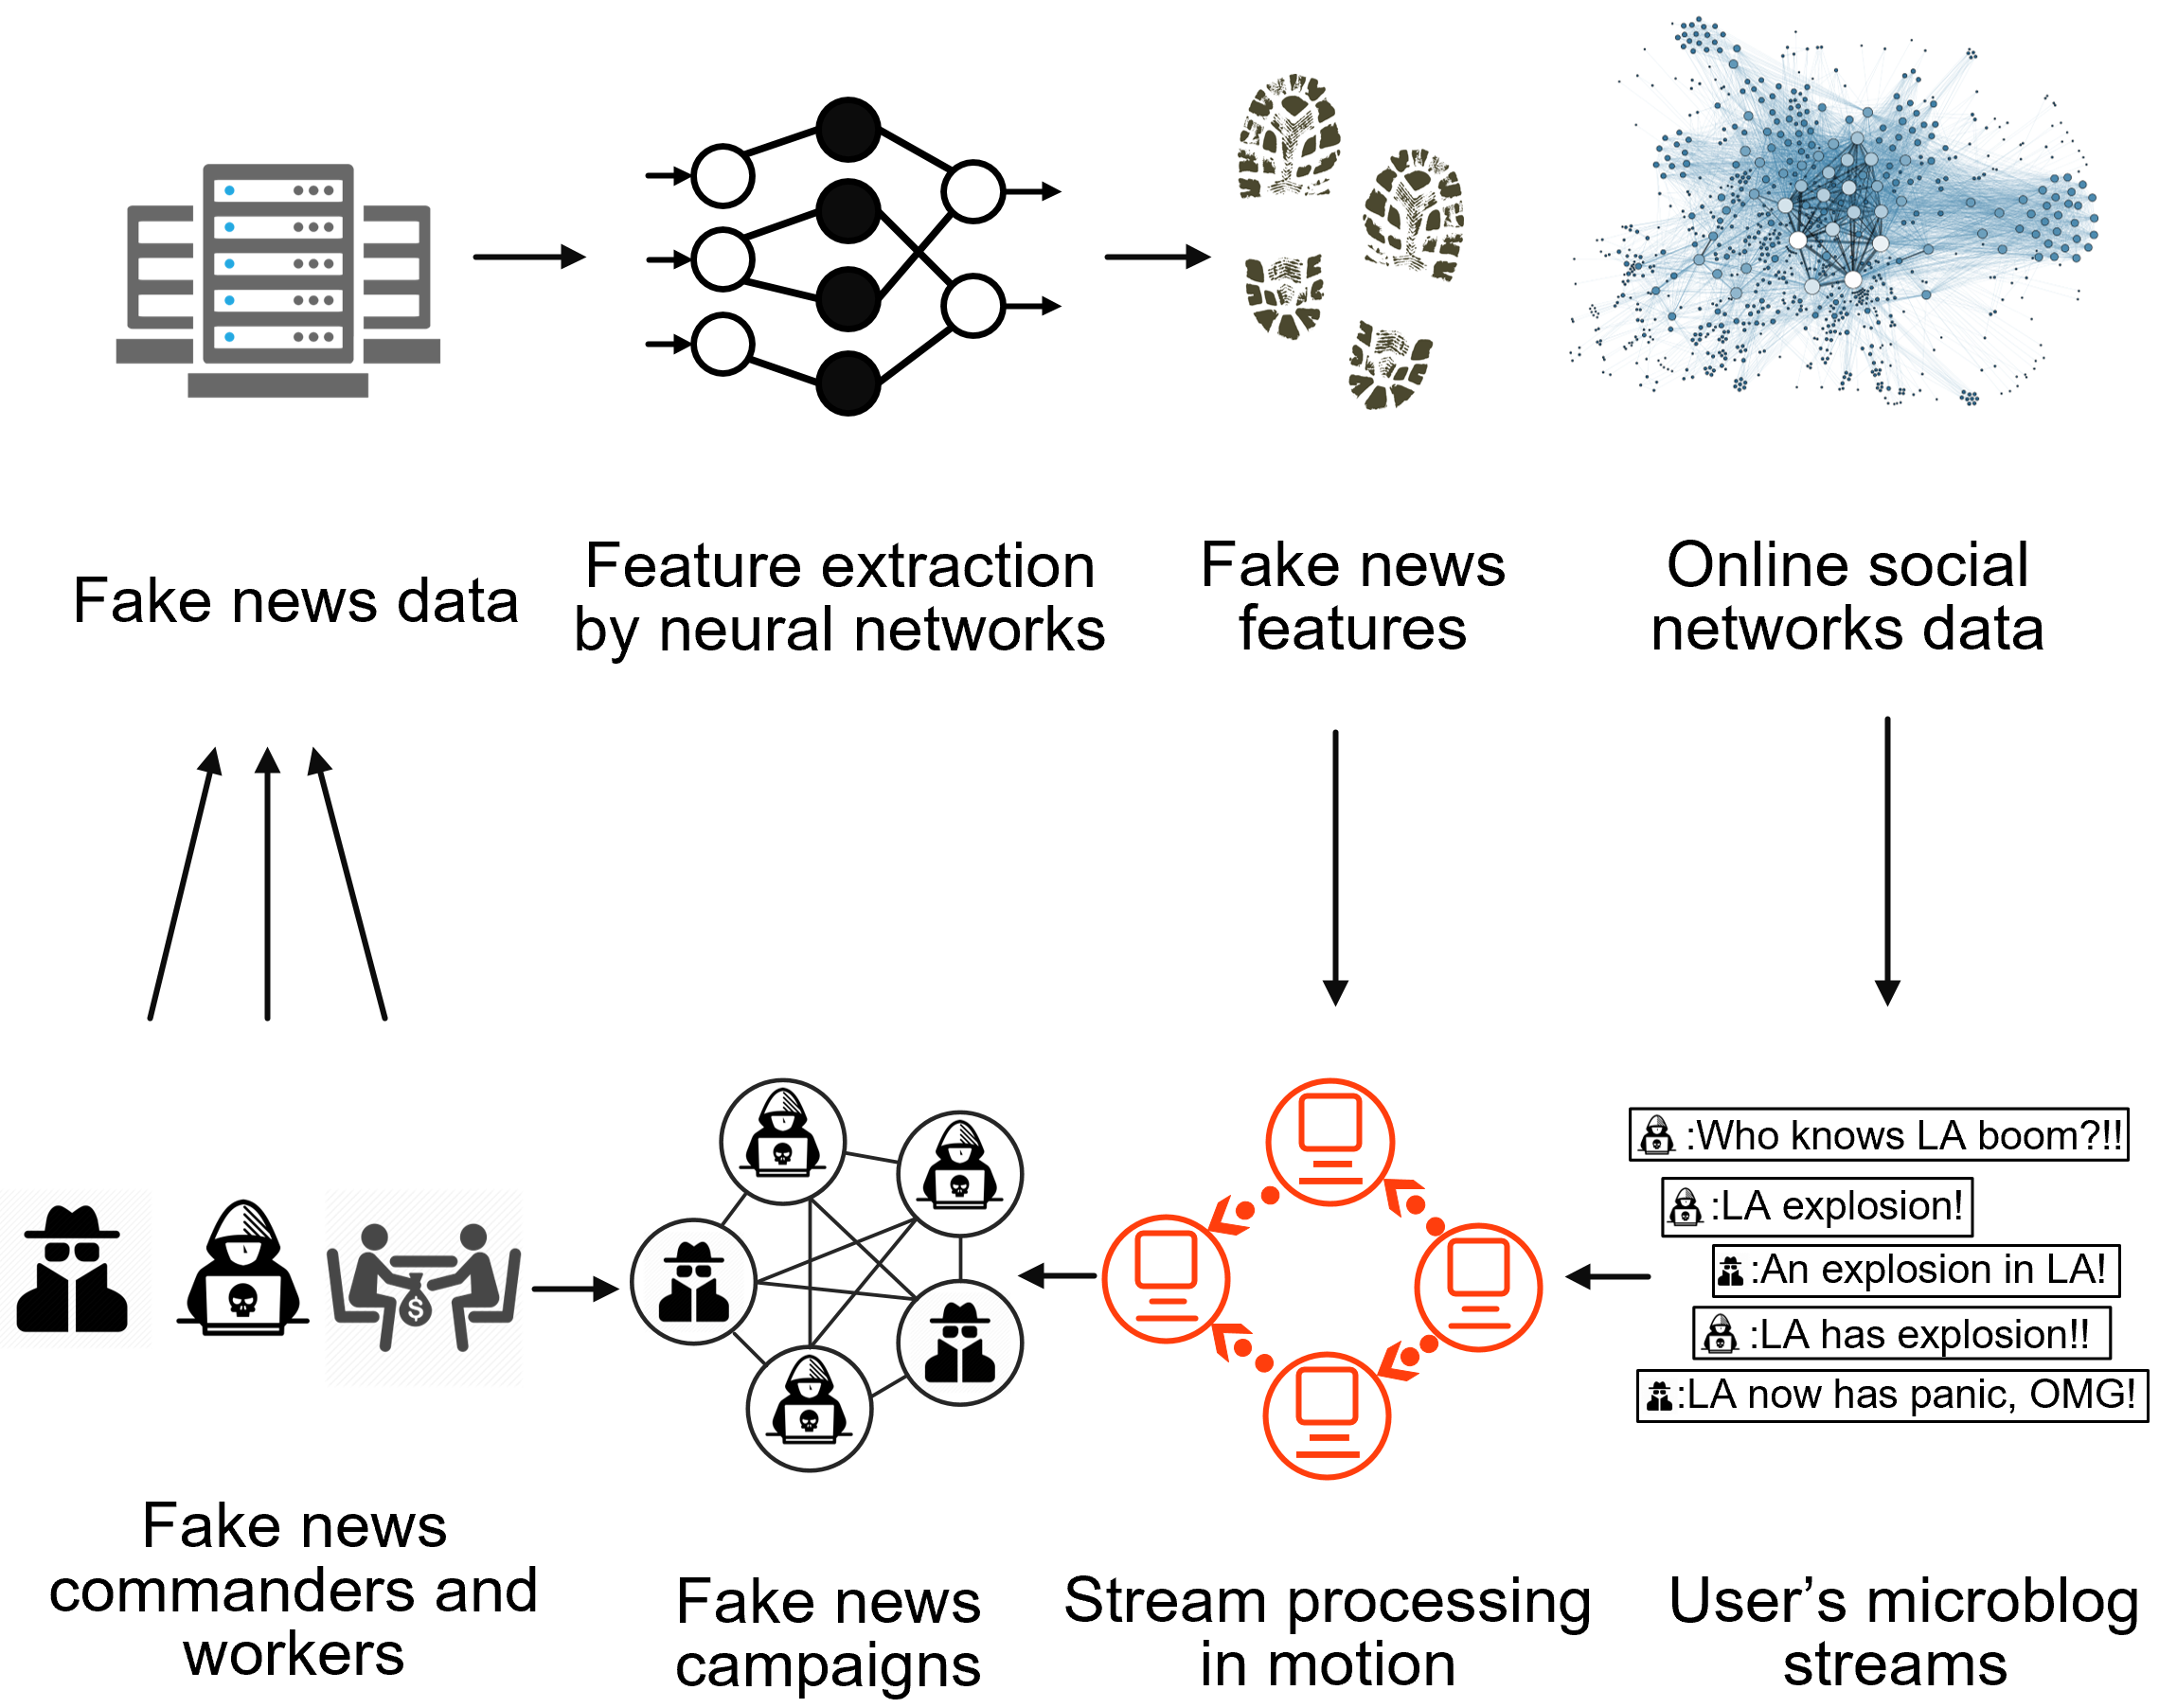 Fake news data
Feature extraction
by neural networks
Fake news
features
Online social
networks data
:Who knows LA boom?!!
:LA explosion!
:An explosion in LA!
:LA has explosion!!
:LA now has panic, OMG!
$
Fake news
commanders and
workers
Fake news
campaigns
Stream processing
in motion
User’s microblog
streams